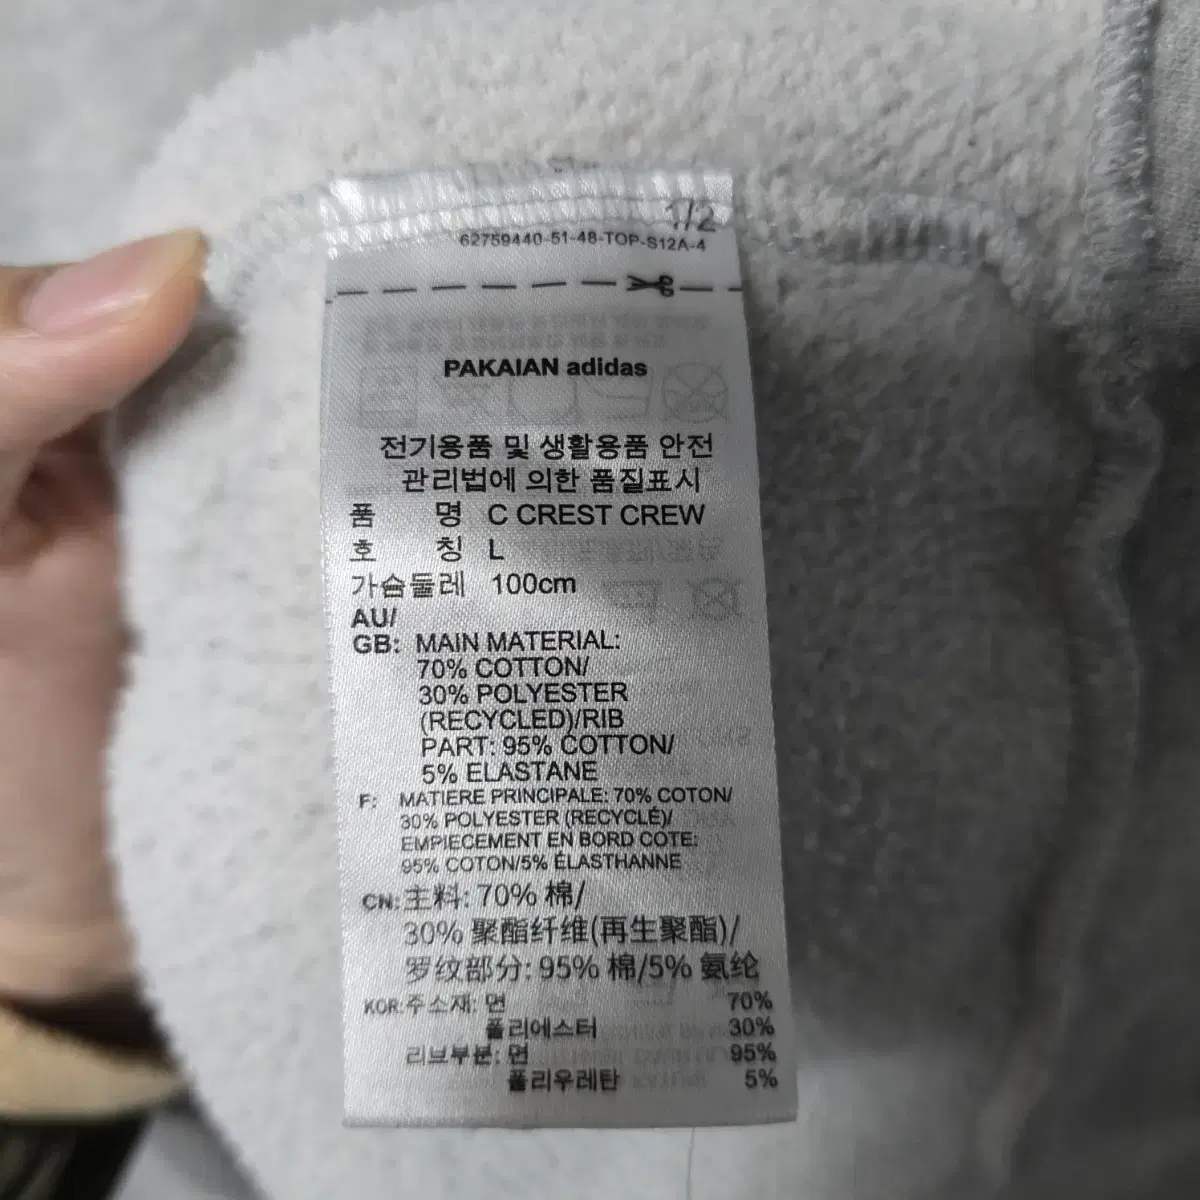 1/2
62759440-51-48-TOP-S12A-4
PAKAIAN adidas
전기용품 및 생활용품 안전
관리법에 의한 품질표시
품 명 C CREST CREW
호 칭 L
가슴둘레 100cm
AU/
GB: MAIN MATERIAL:
70% COTTON/
30% POLYESTER
(RECYCLED)/RIB
PART: 95% COTTON/
5% ELASTANE
F: MATIERE PRINCIPALE: 70% COTON/
30% POLYESTER (RECYCLÉ)/
EMPIECEMENT EN BORD COTE:
95% COTON/5% ÉLASTHANNE
CN: 主料: 70% 棉/
30% 聚酯纤维(再生聚酯)/
罗纹部分: 95% 棉/5% 氨纶
KOR: 주소재: 면 70%
폴리에스터 30%
리브부분: 면 95%
폴리우레탄 5%